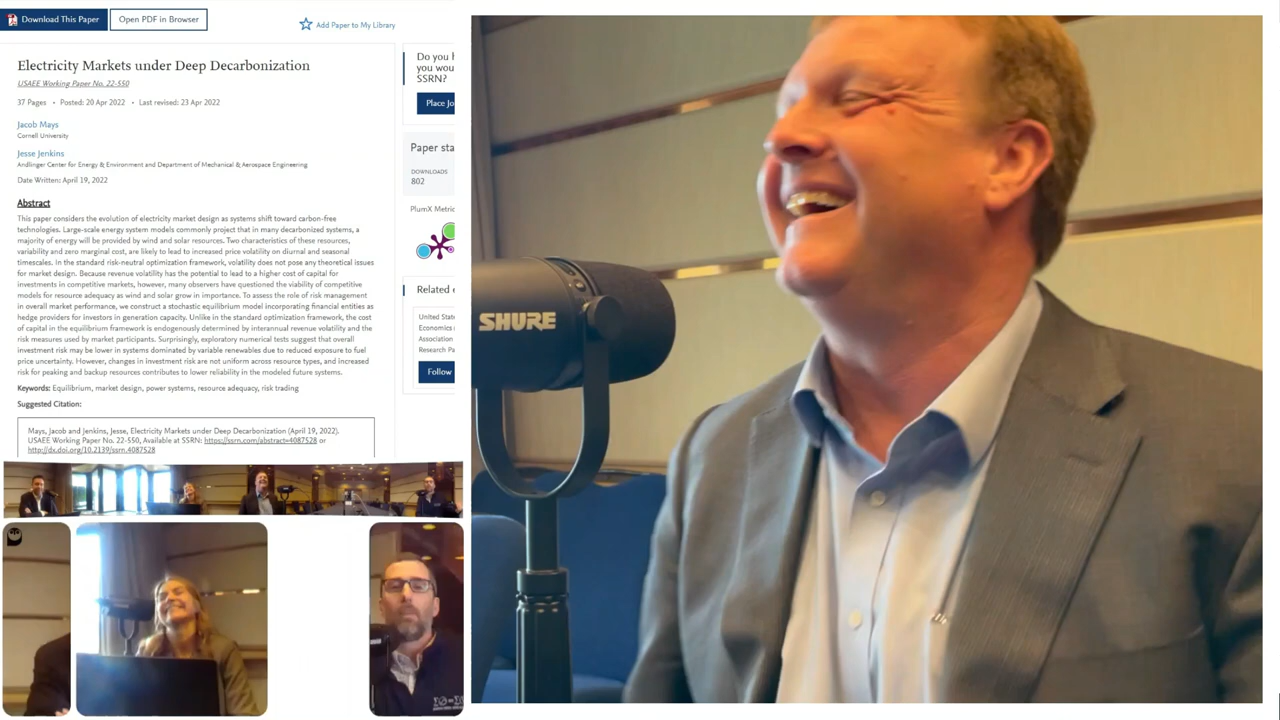 Download This Paper
Open PDF in Browser
Add Paper to My Library
Electricity Markets under Deep Decarbonization
USAEE Working Paper No. 22-550
37 Pages • Posted: 20 Apr 2022 • Last revised: 23 Apr 2022
Jacob Mays
Cornell University
Jesse Jenkins
Andlinger Center for Energy & Environment and Department of Mechanical & Aerospace Engineering
Date Written: April 19, 2022
Abstract
This paper considers the evolution of electricity market design as systems shift toward carbon-free
technologies. Large-scale energy system models commonly project that in many decarbonized systems, a
majority of energy will be provided by wind and solar resources. Two characteristics of these resources,
variability and zero marginal cost, are likely to lead to increased price volatility on diurnal and seasonal
timescales. In the standard risk-neutral optimization framework, volatility does not pose any theoretical issues
for market design. Because revenue volatility has the potential to lead to a higher cost of capital for
investments in competitive markets, however, many observers have questioned the viability of competitive
models for resource adequacy as wind and solar grow in importance. To assess the role of risk management
in overall market performance, we construct a stochastic equilibrium model incorporating financial entities as
hedge providers for investors in generation capacity. Unlike in the standard optimization framework, the cost
of capital in the equilibrium framework is endogenously determined by interannual revenue volatility and the
risk measures used by market participants. Surprisingly, exploratory numerical tests suggest that overall
investment risk may be lower in systems dominated by variable renewables due to reduced exposure to fuel
price uncertainty. However, changes in investment risk are not uniform across resource types, and increased
risk for peaking and backup resources contributes to lower reliability in the modeled future systems.
Keywords: Equilibrium, market design, power systems, resource adequacy, risk trading
Suggested Citation:
Mays, Jacob and Jenkins, Jesse, Electricity Markets under Deep Decarbonization (April 19, 2022).
USAEE Working Paper No. 22-550, Available at SSRN: https://ssrn.com/abstract=4087528 or
http://dx.doi.org/10.2139/ssrn.4087528
Do you h
you wou
SSRN?
Place Jo
Paper sta
DOWNLOADS
802
PlumX Metric
Related e
United State
Economics
Association
Research Pa
Follow
SHURE